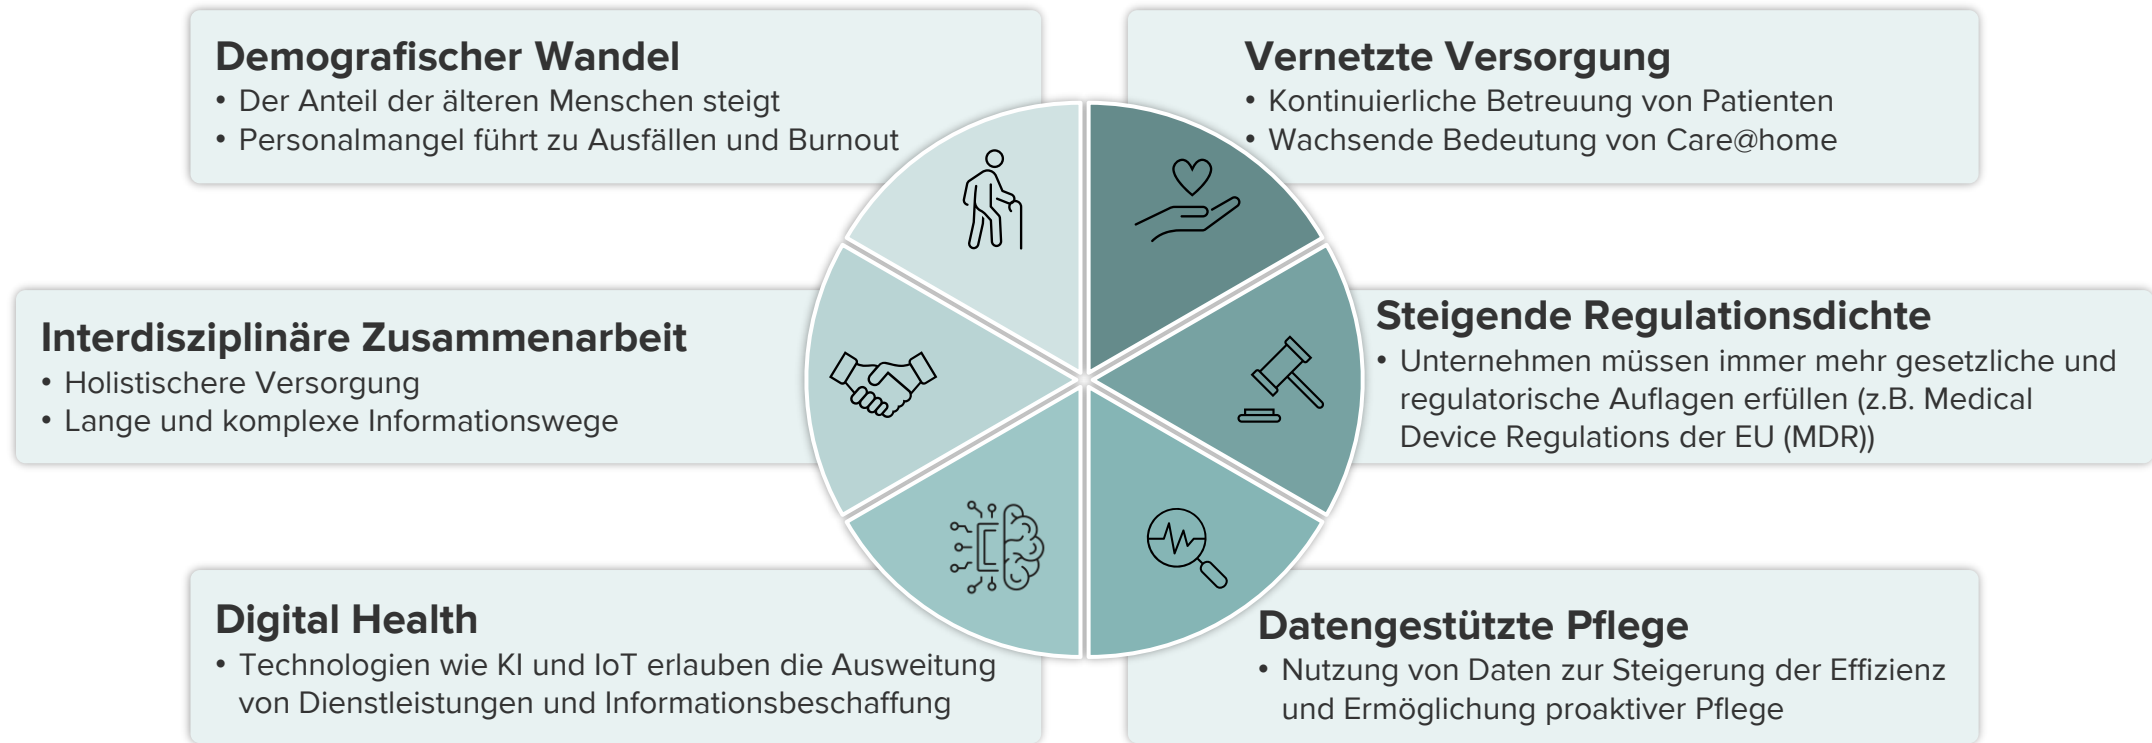 Demografischer Wandel
• Der Anteil der älteren Menschen steigt
• Personalmangel führt zu Ausfällen und Burnout
Vernetzte Versorgung
• Kontinuierliche Betreuung von Patienten
• Wachsende Bedeutung von Care@home
Interdisziplinäre Zusammenarbeit
• Holistischere Versorgung
• Lange und komplexe Informationswege
Steigende Regulationsdichte
• Unternehmen müssen immer mehr gesetzliche und
regulatorische Auflagen erfüllen (z.B. Medical
Device Regulations der EU (MDR))
Digital Health
• Technologien wie KI und IoT erlauben die Ausweitung
von Dienstleistungen und Informationsbeschaffung
Datengestützte Pflege
• Nutzung von Daten zur Steigerung der Effizienz
und Ermöglichung proaktiver Pflege